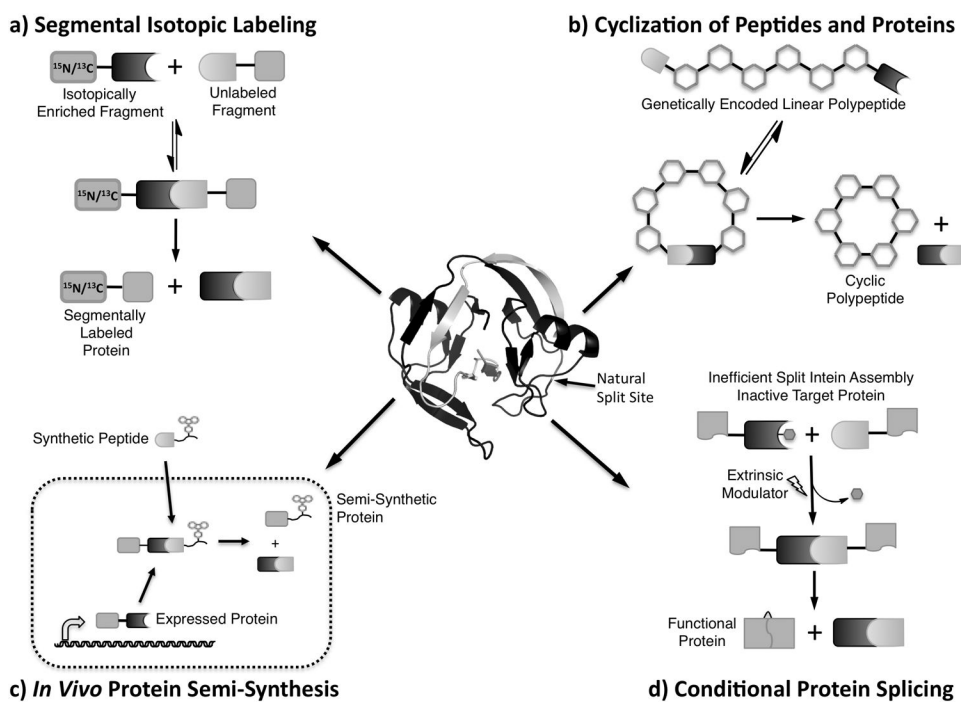 a) Segmental Isotopic Labeling
¹⁵N/¹³C
+
Isotopically
Enriched Fragment
Unlabeled
Fragment
¹⁵N/¹³C
¹⁵N/¹³C
+
Segmentally
Labeled
Protein
b) Cyclization of Peptides and Proteins
Genetically Encoded Linear Polypeptide
+
Cyclic
Polypeptide
Natural
Split Site
Synthetic Peptide
Semi-Synthetic
Protein
+
Expressed Protein
c) In Vivo Protein Semi-Synthesis
Inefficient Split Intein Assembly
Inactive Target Protein
+
Extrinsic
Modulator
Functional
Protein
+
d) Conditional Protein Splicing